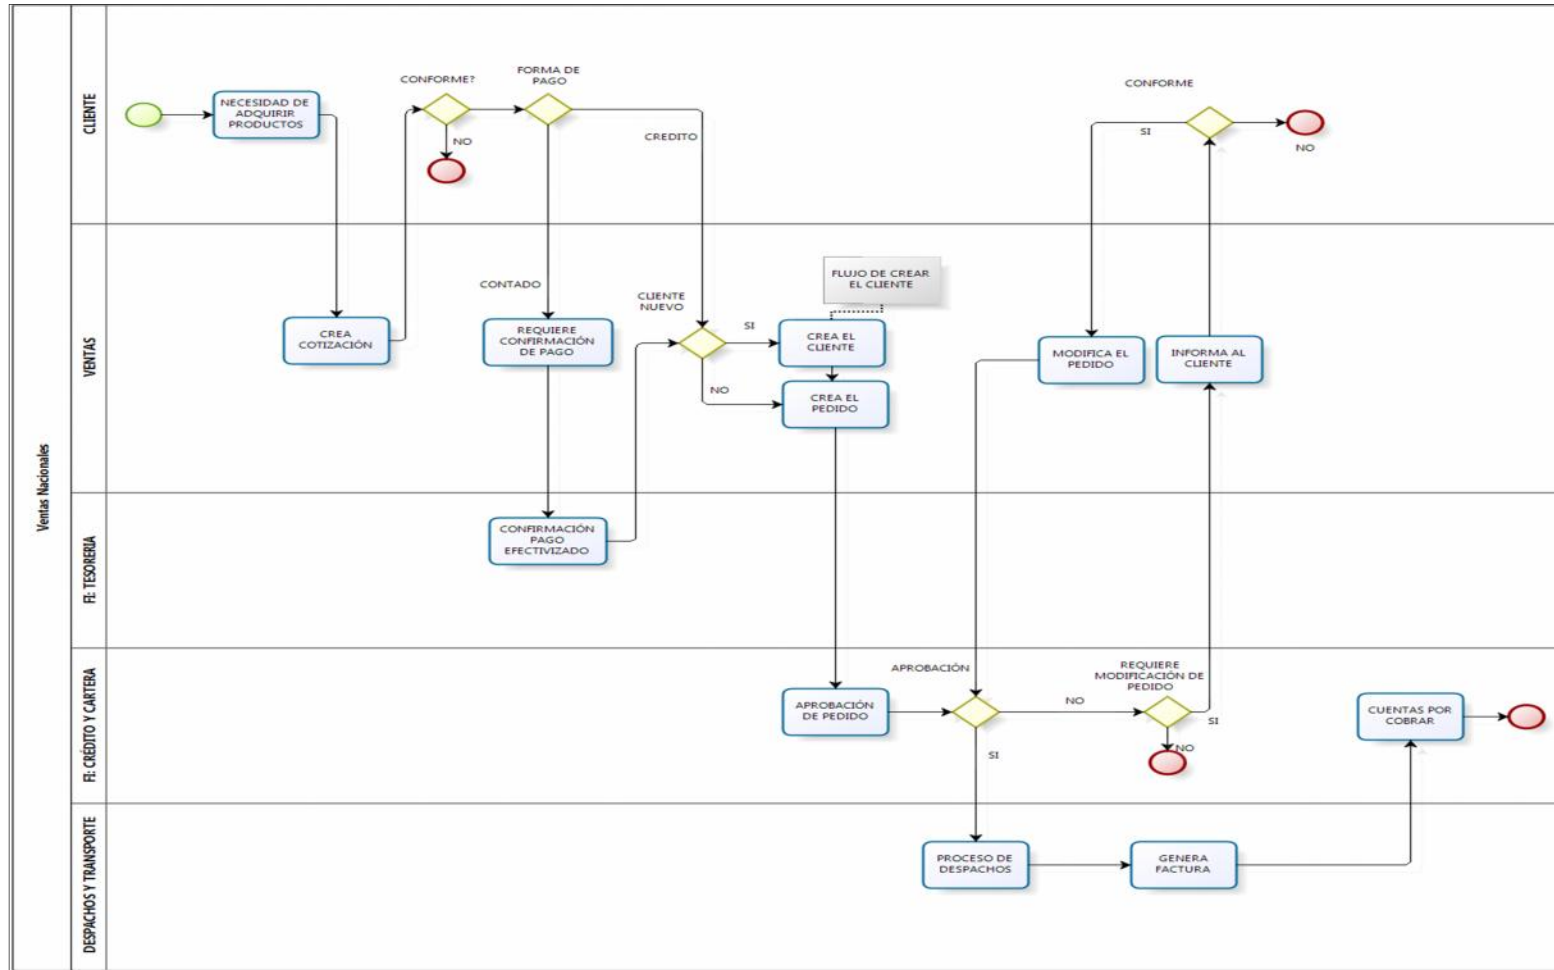 Ventas Nacionales
CLIENTE
NECESIDAD DE
ADQUIRIR
PRODUCTOS
CONFORME?
NO
FORMA DE
PAGO
CREDITO
CONFORME
SI
NO
VENTAS
CREA
COTIZACIÓN
CONTADO
REQUIERE
CONFIRMACIÓN
DE PAGO
CLIENTE
NUEVO
SI
NO
FLUJO DE CREAR
EL CLIENTE
CREA EL
CLIENTE
CREA EL
PEDIDO
MODIFICA EL
PEDIDO
INFORMA AL
CLIENTE
FI: TESORERIA
CONFIRMACIÓN
PAGO
EFECTIVIZADO
FI: CRÉDITO Y CARTERA
APROBACIÓN
DE PEDIDO
APROBACIÓN
NO
SI
REQUIERE
MODIFICACIÓN DE
PEDIDO
SI
NO
CUENTAS POR
COBRAR
DESPACHOS Y TRANSPORTE
PROCESO DE
DESPACHOS
GENERA
FACTURA